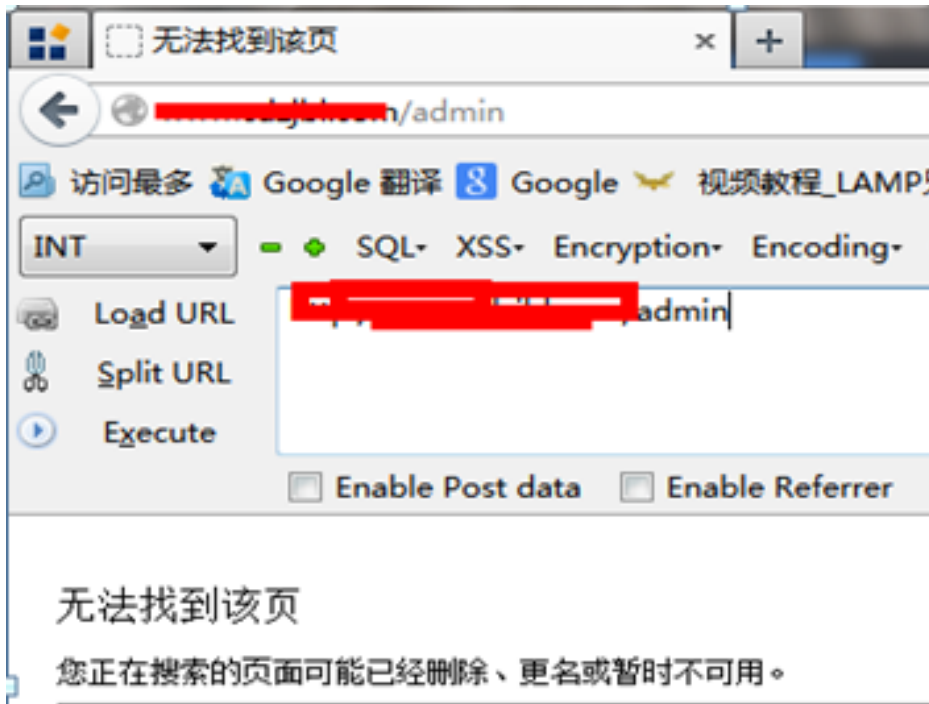 无法找到该页
/admin
访问最多 Google 翻译 Google 视频教程_LAMP
INT SQL XSS Encryption Encoding
Load URL /admin
Split URL
Execute
Enable Post data Enable Referrer
无法找到该页
您正在搜索的页面可能已经删除、更名或暂时不可用。